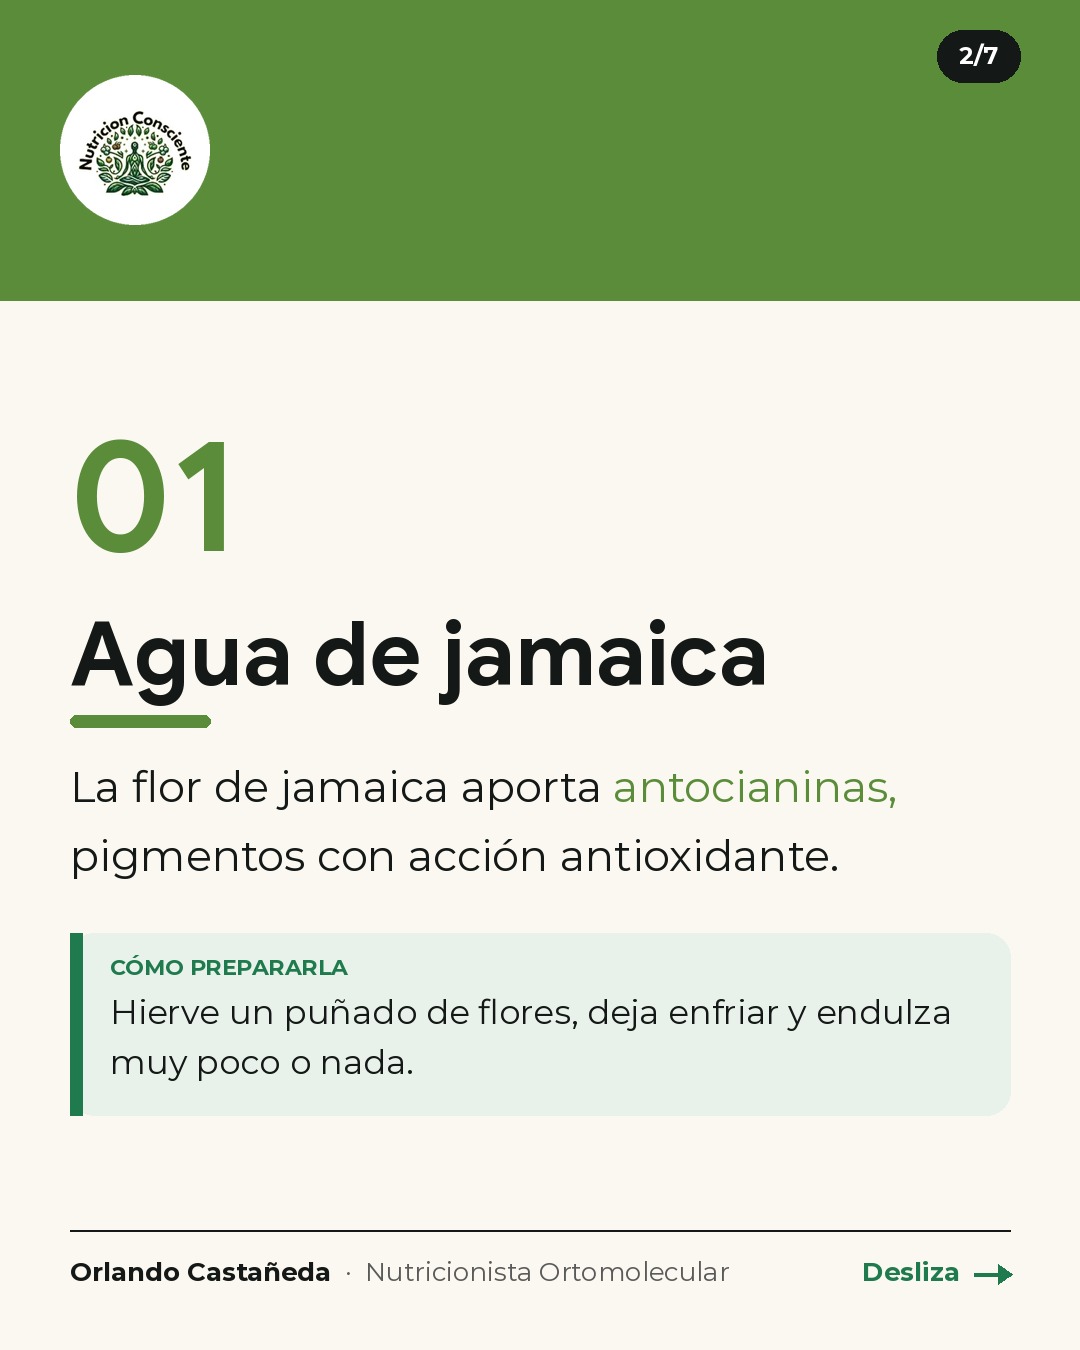 2/7
Nutricion Consciente
01
Agua de jamaica
La flor de jamaica aporta antocianinas,
pigmentos con acción antioxidante.
CÓMO PREPARARLA
Hierve un puñado de flores, deja enfriar y endulza
muy poco o nada.
Orlando Castañeda · Nutricionista Ortomolecular
Desliza